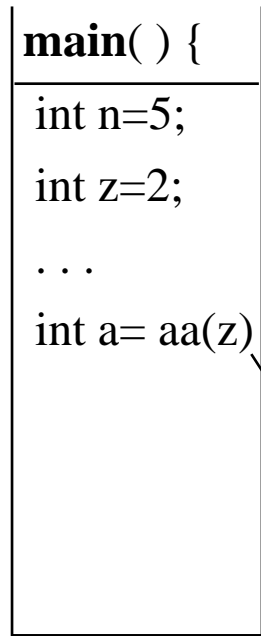 main( ) {
int n=5;
int z=2;
. . .
int a= aa(z)